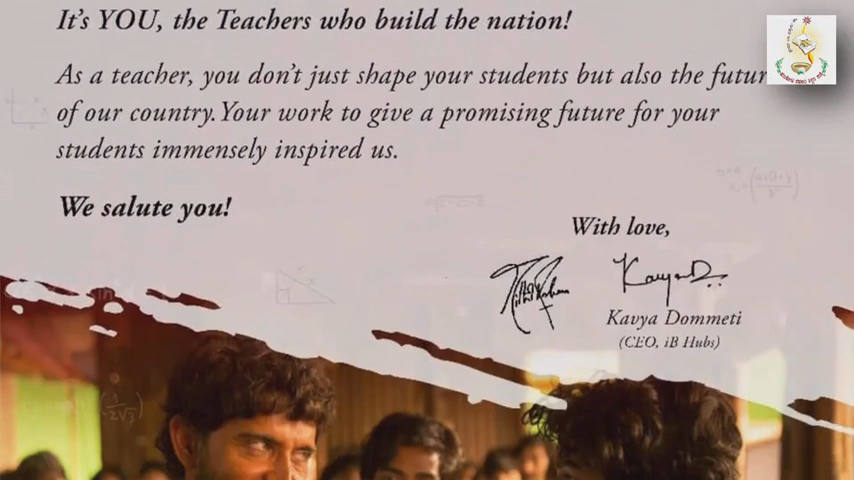 It's YOU, the Teachers who build the nation!
As a teacher, you don't just shape your students but also the futur
of our country. Your work to give a promising future for your
students immensely inspired us.
We salute you!
With love,
Kavya D..
Kavya Dommeti
(CEO, iB Hubs)